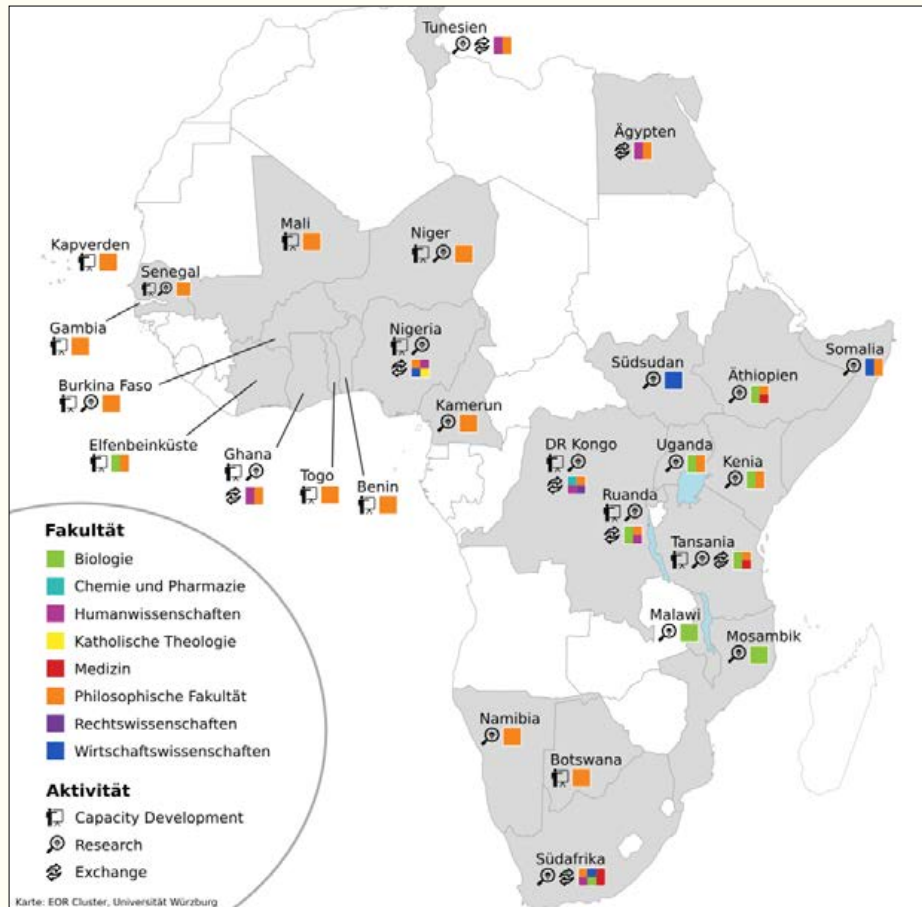 Tunesien
Ägypten
Mali
Niger
Kapverden
Senegal
Gambia
Nigeria
Burkina Faso
Südsudan
Somalia
Äthiopien
Kamerun
Elfenbeinküste
Ghana
Togo
Benin
DR Kongo
Uganda
Kenia
Ruanda
Tansania
Malawi
Mosambik
Namibia
Botswana
Südafrika
Fakultät
Biologie
Chemie und Pharmazie
Humanwissenschaften
Katholische Theologie
Medizin
Philosophische Fakultät
Rechtswissenschaften
Wirtschaftswissenschaften
Aktivität
Capacity Development
Research
Exchange
Karte: EOR Cluster, Universität Würzburg